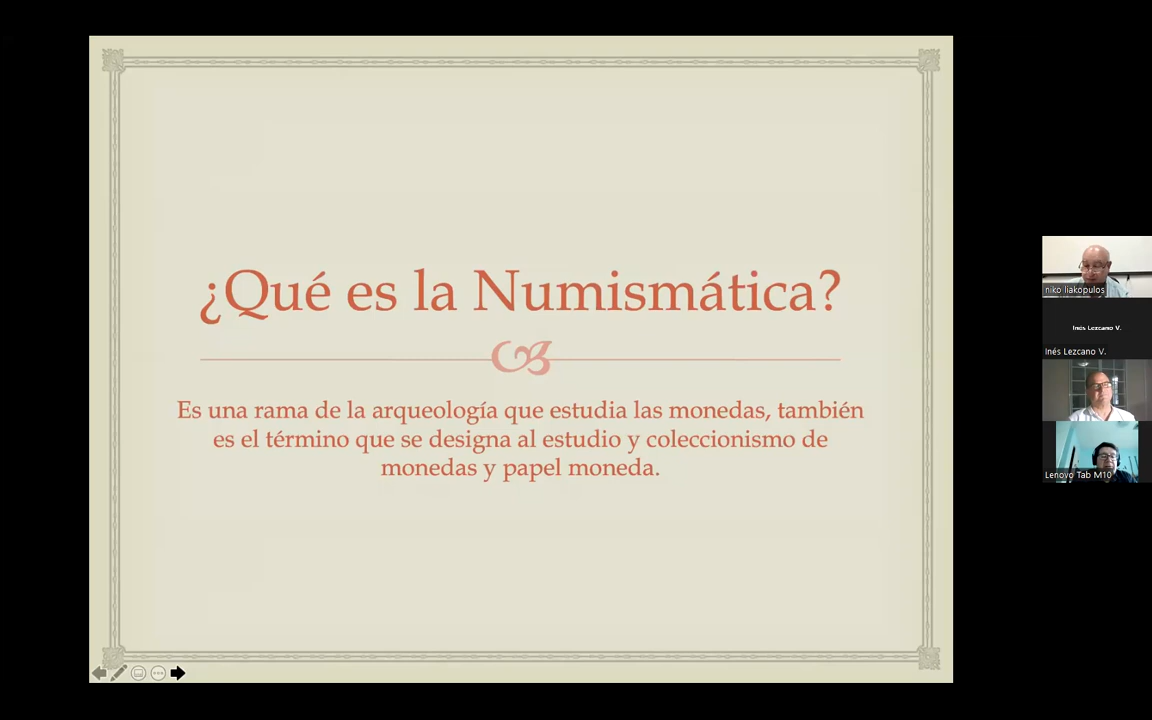 ¿Qué es la Numismática?
Es una rama de la arqueología que estudia las monedas, también
es el término que se designa al estudio y coleccionismo de
monedas y papel moneda.
niko liakopulos
Inés Lezcano V.
Inés Lezcano V.
Lenovo Tab M10